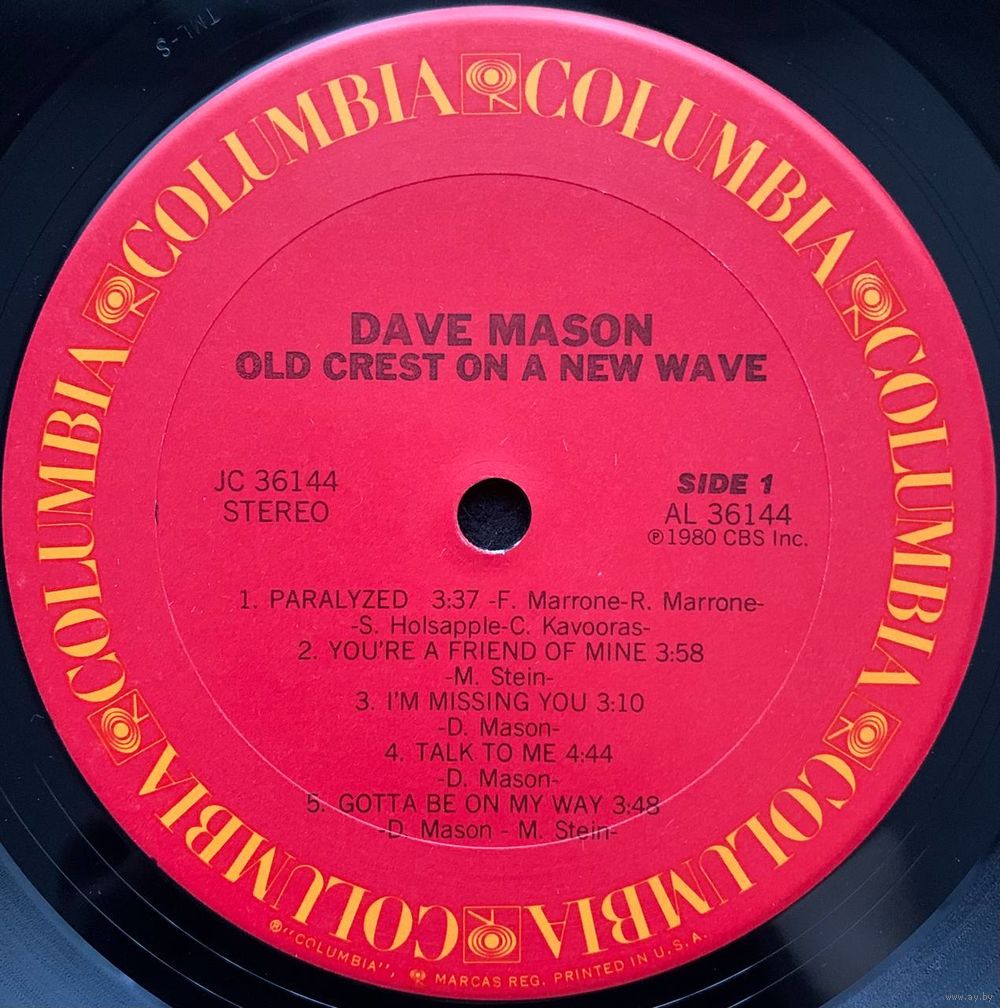 TML-S
COLUMBIA COLUMBIA COLUMBIA COLUMBIA COLUMBIA COLUMBIA
DAVE MASON
OLD CREST ON A NEW WAVE
JC 36144
STEREO
SIDE 1
AL 36144
℗1980 CBS Inc.
1. PARALYZED 3:37 -F. Marrone-R. Marrone-
-S. Holsapple-C. Kavooras-
2. YOU'RE A FRIEND OF MINE 3:58
-M. Stein-
3. I'M MISSING YOU 3:10
-D. Mason-
4. TALK TO ME 4:44
-D. Mason-
5. GOTTA BE ON MY WAY 3:48
-D. Mason - M. Stein-
®"COLUMBIA", MARCAS REG. PRINTED IN U.S.A.
www.ay.by